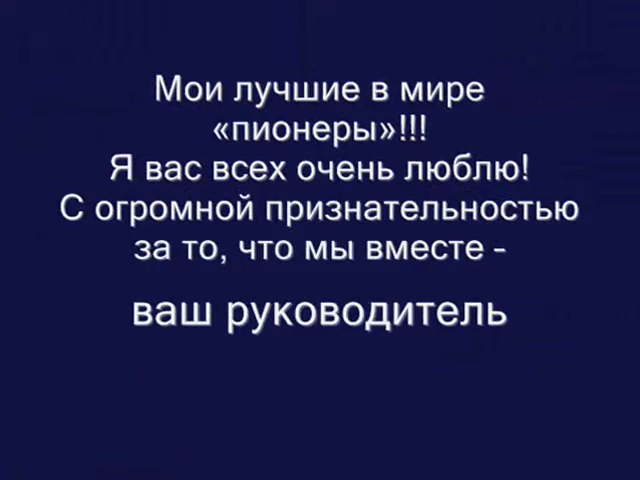 Мои лучшие в мире
«пионеры»!!!
Я вас всех очень люблю!
С огромной признательностью
за то, что мы вместе -
ваш руководитель